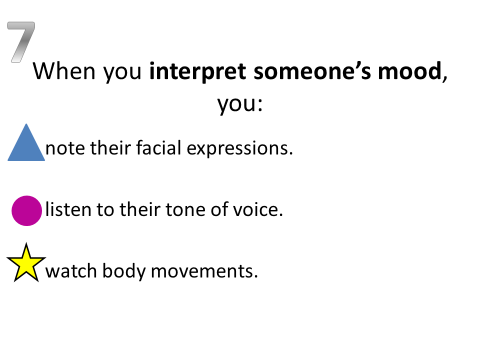 7
When you interpret someone’s mood,
you:
note their facial expressions.
listen to their tone of voice.
watch body movements.